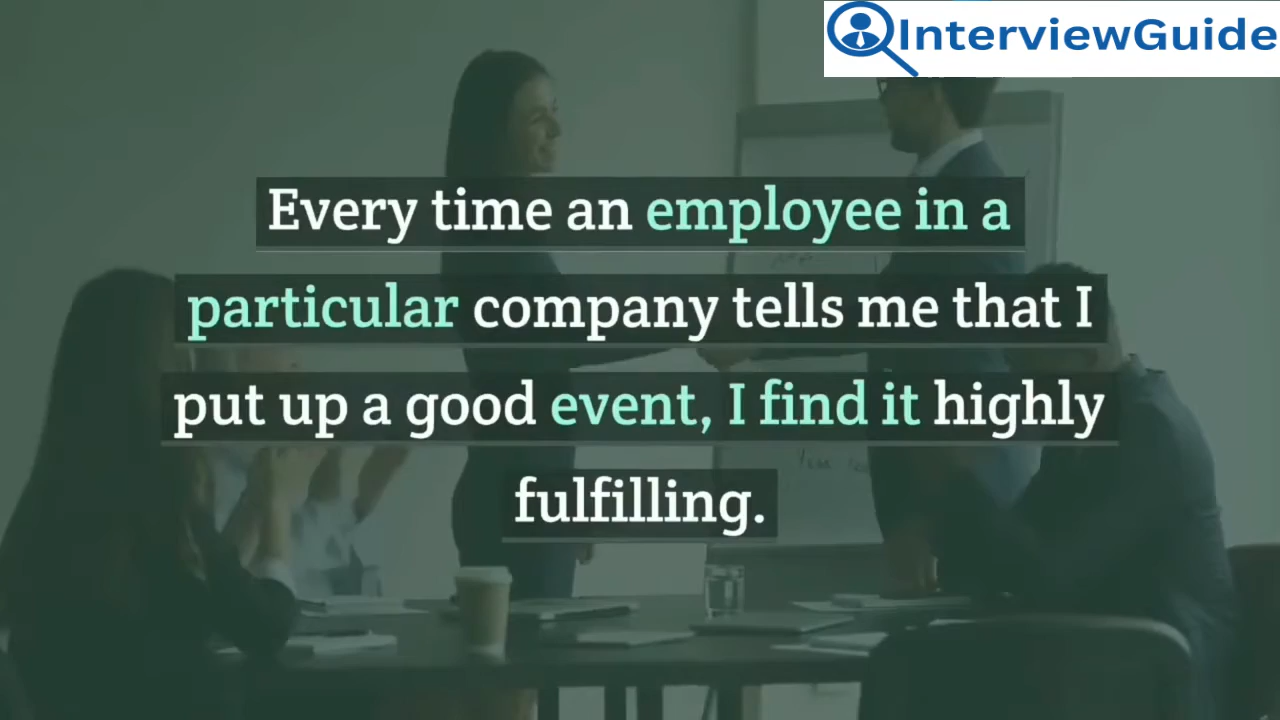 InterviewGuide
Every time an employee in a
particular company tells me that I
put up a good event, I find it highly
fulfilling.